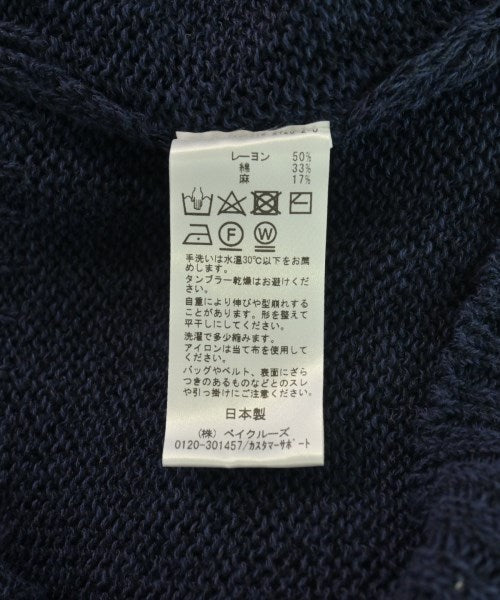 レーヨン 50%
綿 33%
麻 17%
F W
手洗いは水温30℃以下をお薦
めします。
タンブラー乾燥はお避けください。
自重により伸びや型崩れする
ことがあります。形を整えて
平干しにしてください。
洗濯で多少縮みます。
アイロンは当て布を使用して
ください。
バッグやベルト、表面にざら
つきのあるものなどとのスレ
や引っ掛けにご注意ください。
日本製
(株) ベイクルーズ
0120-301457/カスタマーサポート